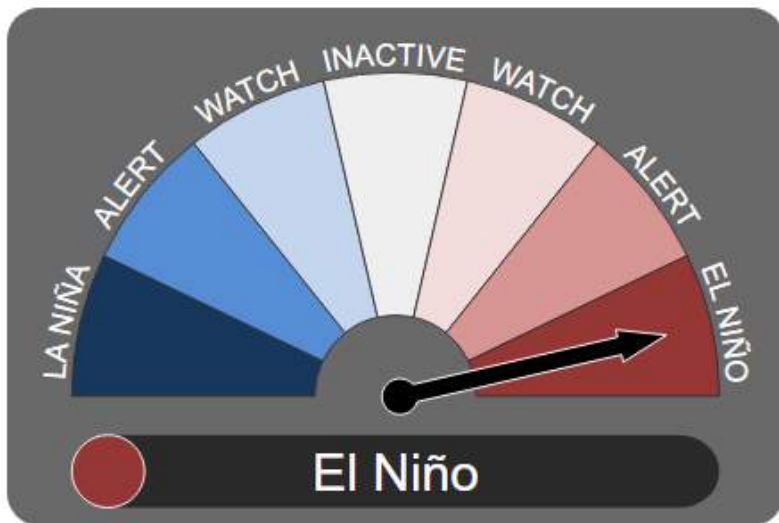 LA NIÑA
ALERT
WATCH
INACTIVE
WATCH
ALERT
EL NIÑO
El Niño